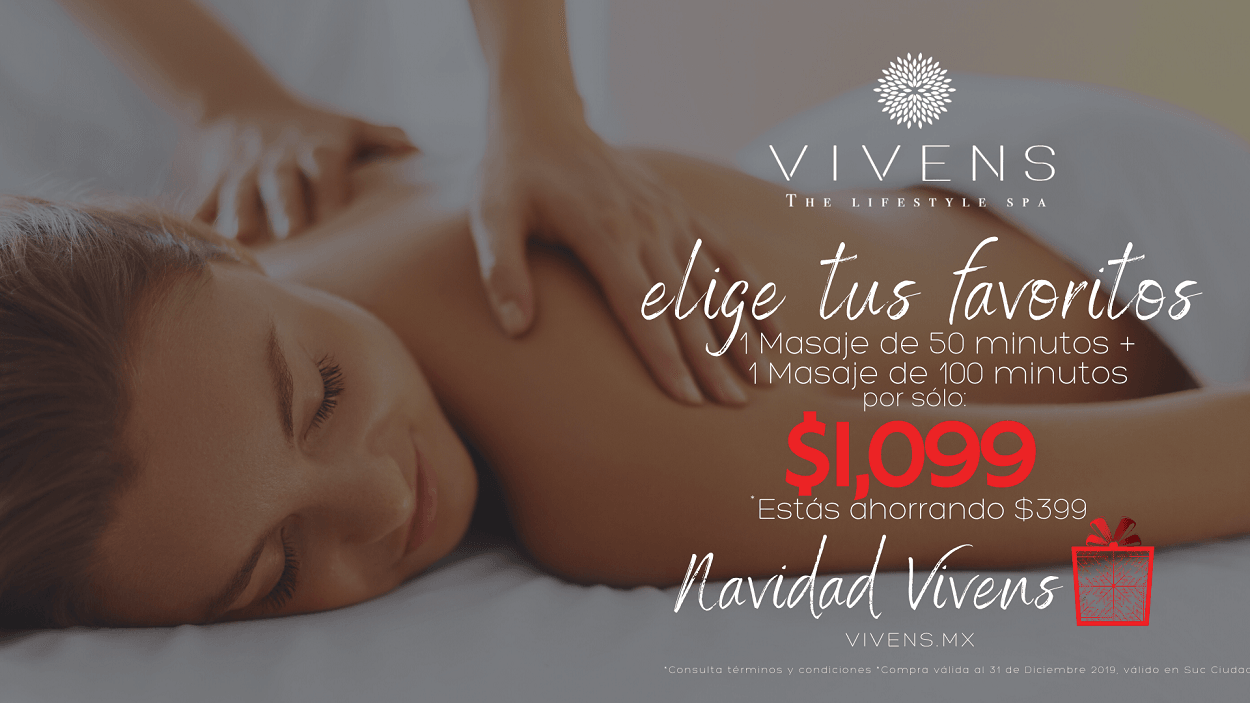 VIVENS
THE LIFESTYLE SPA
elige tus favoritos
1 Masaje de 50 minutos +
1 Masaje de 100 minutos
por sólo:
$1,099
*Estás ahorrando $399
Navidad Vivens
VIVENS.MX
*Consulta términos y condiciones *Compra válida al 31 de Diciembre 2019, válido en Suc Ciudad